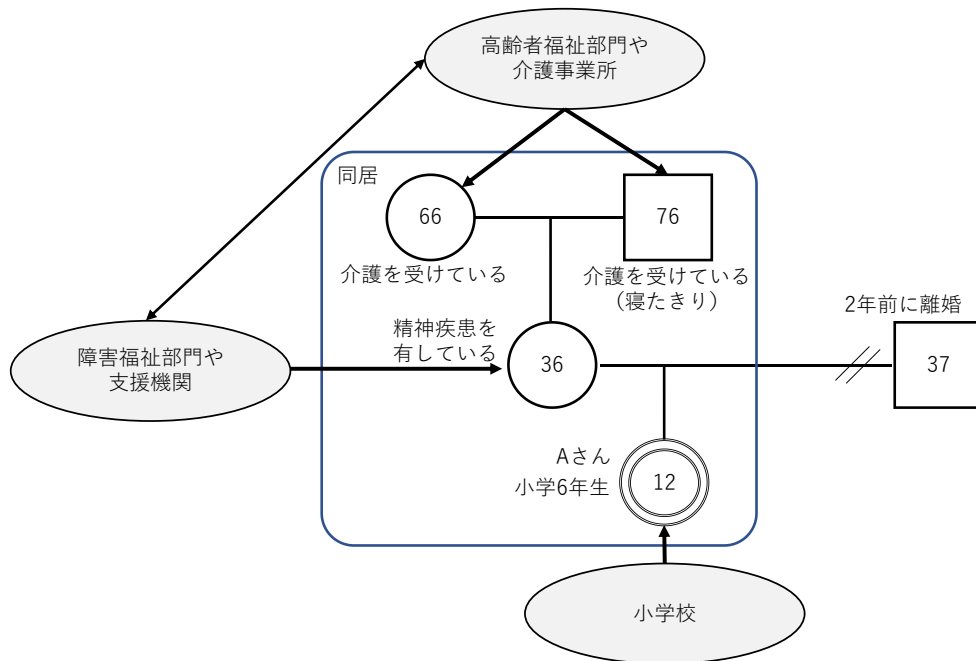 高齢者福祉部門や
介護事業所
同居
66
76
介護を受けている
介護を受けている
(寝たきり)
2年前に離婚
精神疾患を
有している
障害福祉部門や
支援機関
36
37
Aさん
小学6年生
12
小学校